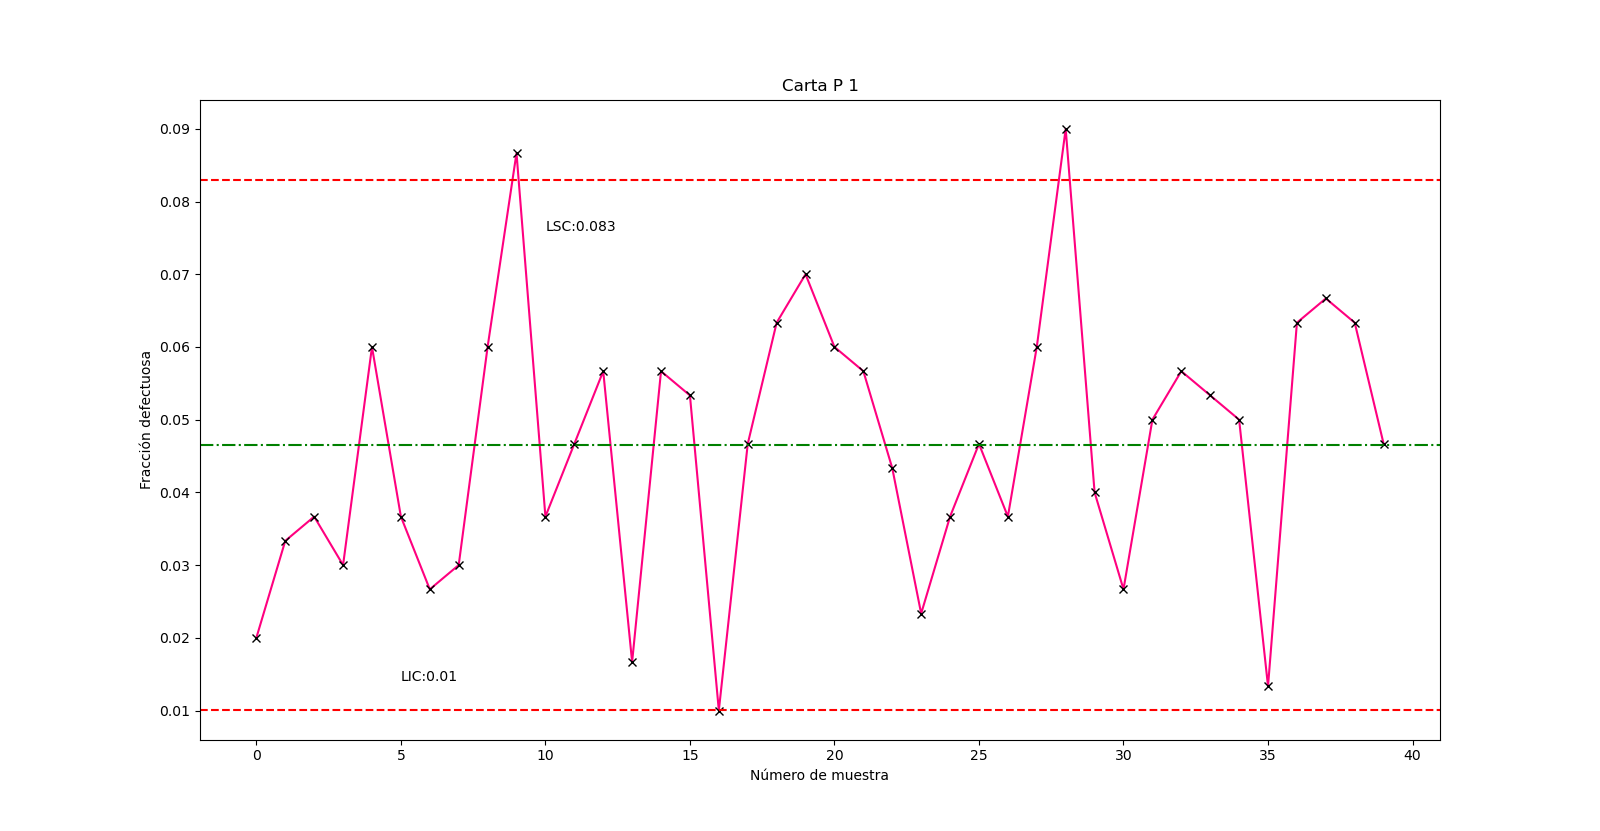 Carta P 1
Fracción defectuosa
0.09
0.08
0.07
0.06
0.05
0.04
0.03
0.02
0.01
LSC:0.083
LIC:0.01
0 5 10 15 20 25 30 35 40
Número de muestra